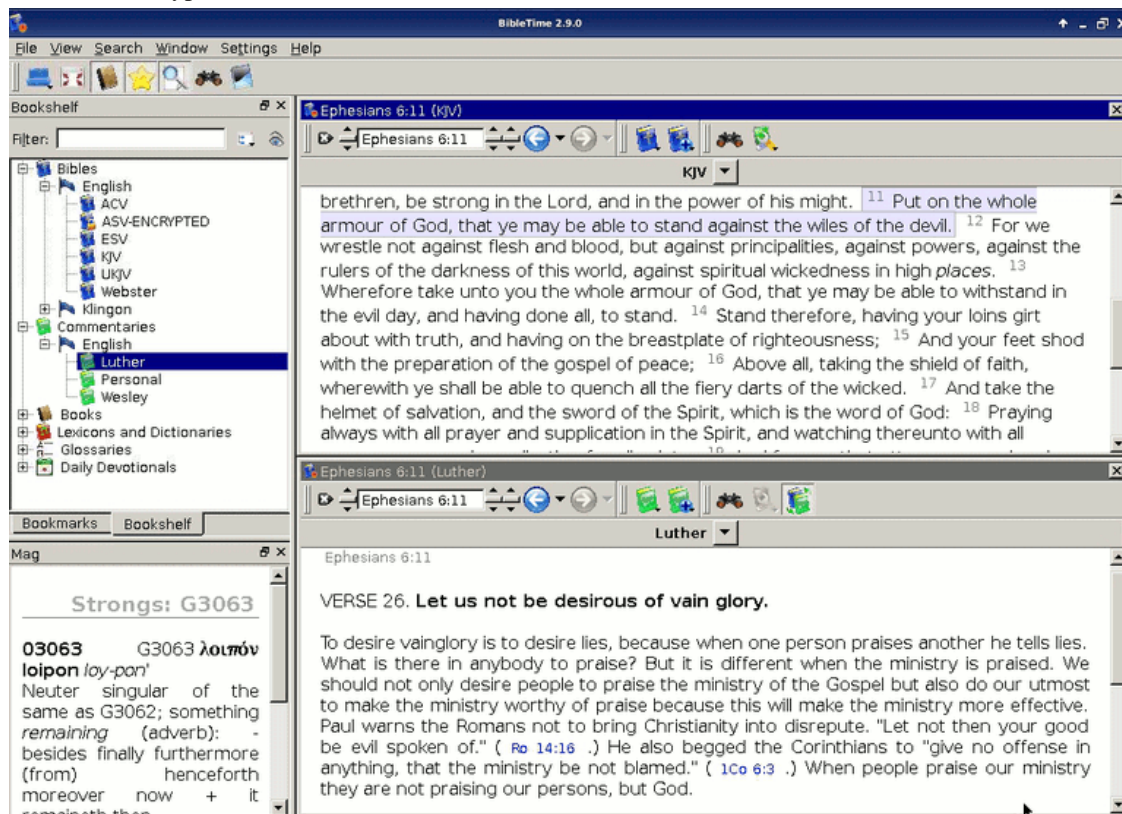 BibleTime 2.9.0
File View Search Window Settings Help
Bookshelf
Filter:
Bibles
English
ACV
ASV-ENCRYPTED
ESV
KJV
UKJV
Webster
Klingon
Commentaries
English
Luther
Personal
Wesley
Books
Lexicons and Dictionaries
Glossaries
Daily Devotionals
Bookmarks Bookshelf
Mag
Strongs: G3063
03063 G3063 λοιπόν
loipon loy-pon'
Neuter singular of the
same as G3062; something
remaining (adverb): -
besides finally furthermore
(from) henceforth
moreover now + it
remaineth then
Ephesians 6:11 (KJV)
Ephesians 6:11
KJV
brethren, be strong in the Lord, and in the power of his might. 11 Put on the whole
armour of God, that ye may be able to stand against the wiles of the devil. 12 For we
wrestle not against flesh and blood, but against principalities, against powers, against the
rulers of the darkness of this world, against spiritual wickedness in high places. 13
Wherefore take unto you the whole armour of God, that ye may be able to withstand in
the evil day, and having done all, to stand. 14 Stand therefore, having your loins girt
about with truth, and having on the breastplate of righteousness; 15 And your feet shod
with the preparation of the gospel of peace; 16 Above all, taking the shield of faith,
wherewith ye shall be able to quench all the fiery darts of the wicked. 17 And take the
helmet of salvation, and the sword of the Spirit, which is the word of God: 18 Praying
always with all prayer and supplication in the Spirit, and watching thereunto with all
Ephesians 6:11 (Luther)
Ephesians 6:11
Luther
Ephesians 6:11
VERSE 26. Let us not be desirous of vain glory.
To desire vainglory is to desire lies, because when one person praises another he tells lies.
What is there in anybody to praise? But it is different when the ministry is praised. We
should not only desire people to praise the ministry of the Gospel but also do our utmost
to make the ministry worthy of praise because this will make the ministry more effective.
Paul warns the Romans not to bring Christianity into disrepute. "Let not then your good
be evil spoken of." ( Ro 14:16 .) He also begged the Corinthians to "give no offense in
anything, that the ministry be not blamed." ( 1Co 6:3 .) When people praise our ministry
they are not praising our persons, but God.